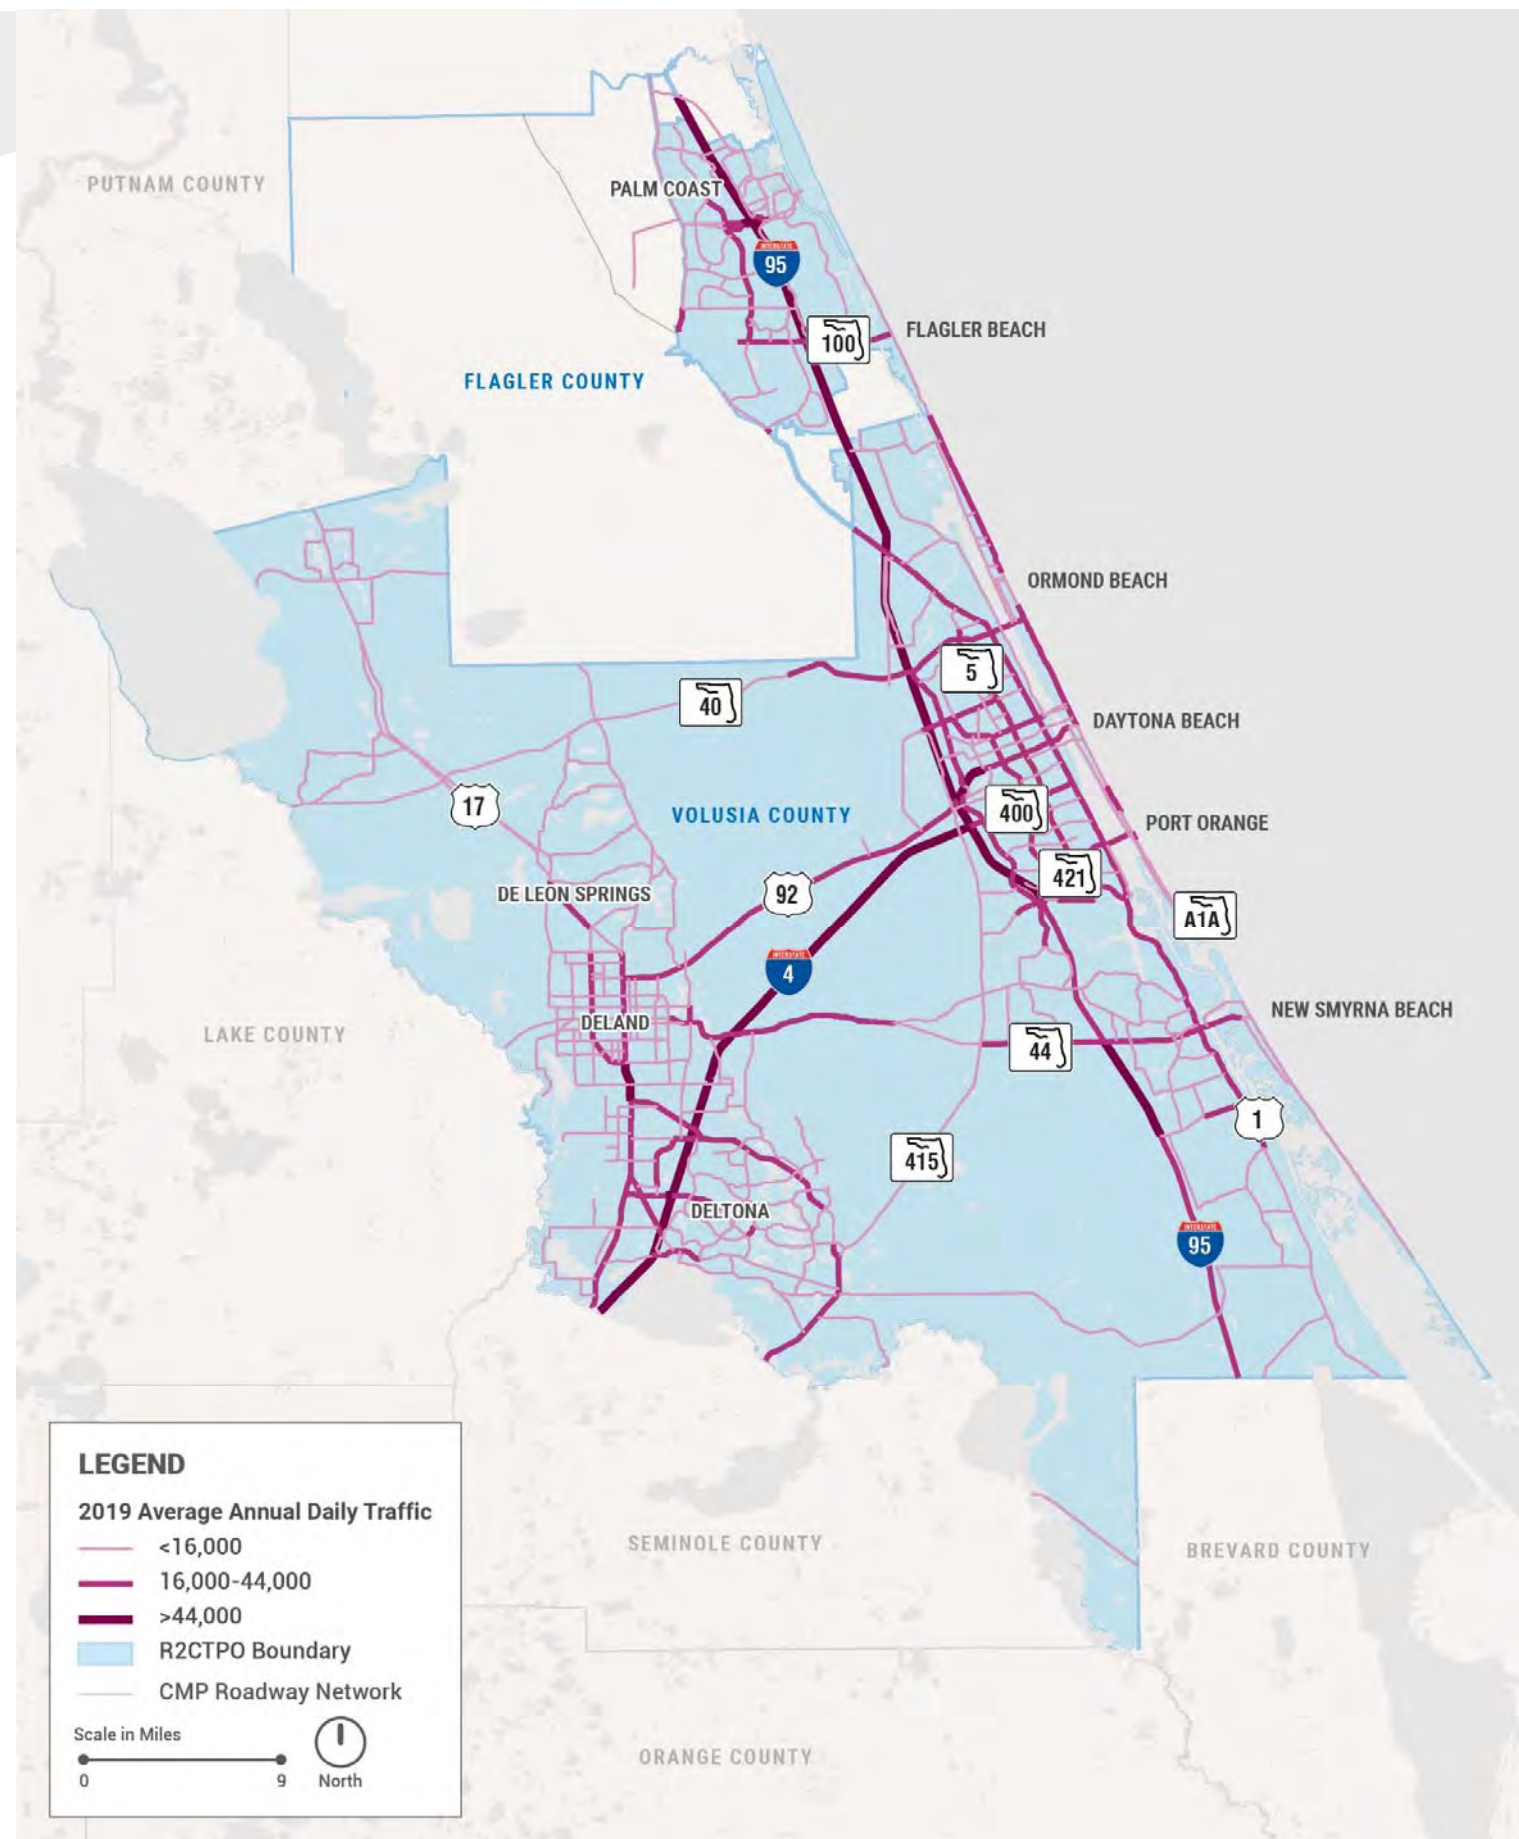 PUTNAM COUNTY
PALM COAST
INTERSTATE
95
100
FLAGLER BEACH
FLAGLER COUNTY
ORMOND BEACH
5
40
DAYTONA BEACH
17
VOLUSIA COUNTY
400
PORT ORANGE
421
DE LEON SPRINGS
92
A1A
INTERSTATE
4
NEW SMYRNA BEACH
DELAND
LAKE COUNTY
44
1
415
DELTONA
INTERSTATE
95
LEGEND
2019 Average Annual Daily Traffic
<16,000
16,000-44,000
>44,000
R2CTPO Boundary
CMP Roadway Network
Scale in Miles
0 9 North
SEMINOLE COUNTY
BREVARD COUNTY
ORANGE COUNTY